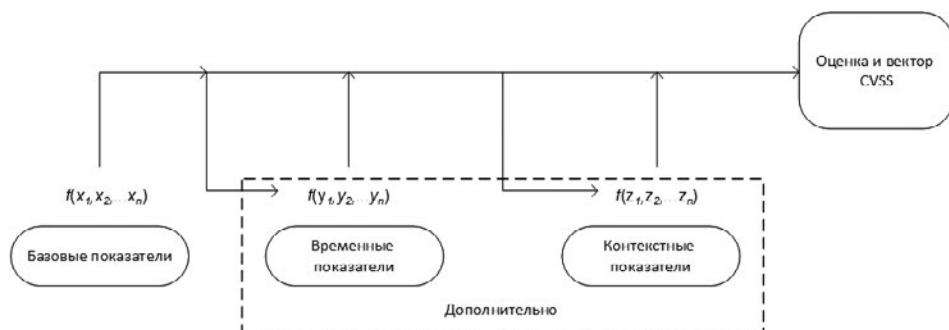 Оценка и вектор
CVSS
f(x₁,x₂,...xₙ)
f(y₁,y₂,...yₙ)
f(z₁,z₂,...zₙ)
Базовые показатели
Временные
показатели
Контекстные
показатели
Дополнительно